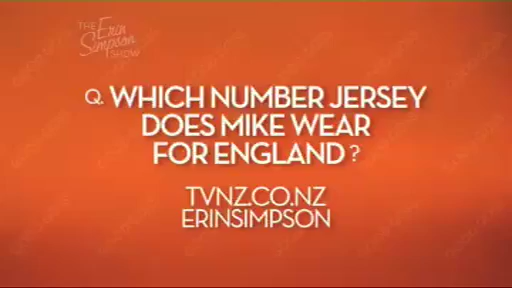 THE
Erin
Simpson
SHOW
Q. WHICH NUMBER JERSEY
DOES MIKE WEAR
FOR ENGLAND?
TVNZ.CO.NZ
ERINSIMPSON